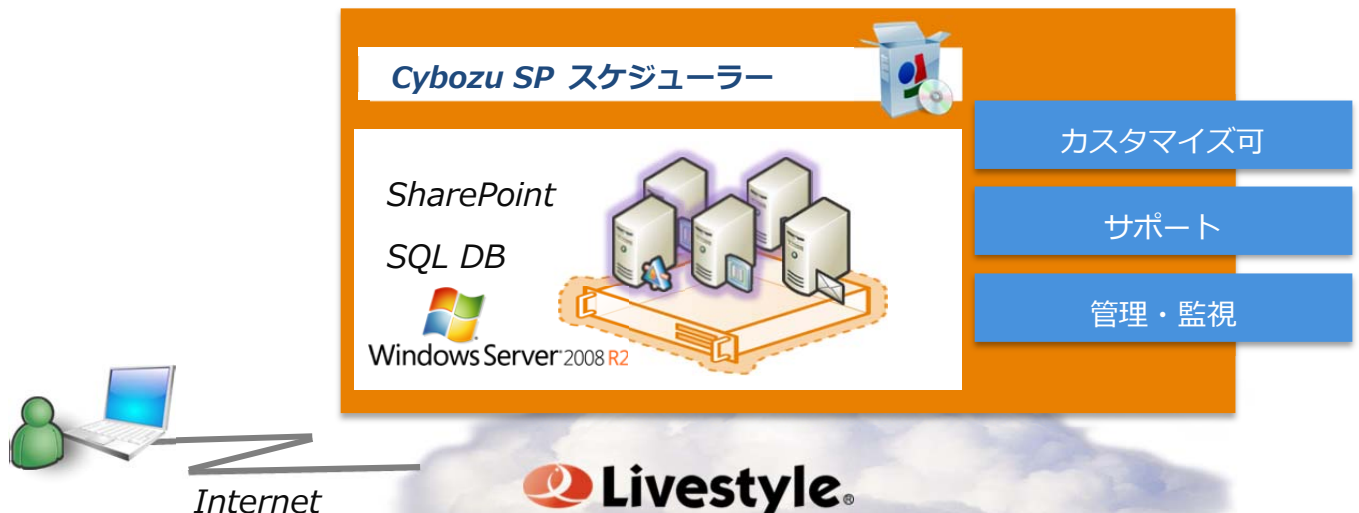 Cybozu SP スケジューラー
カスタマイズ可
SharePoint
サポート
SQL DB
管理・監視
Windows Server 2008 R2
Livestyle®
Internet